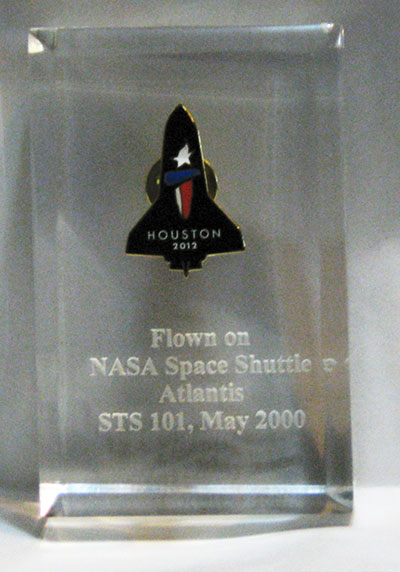 HOUSTON
2012
Flown on
NASA Space Shuttle
Atlantis
STS 101, May 2000